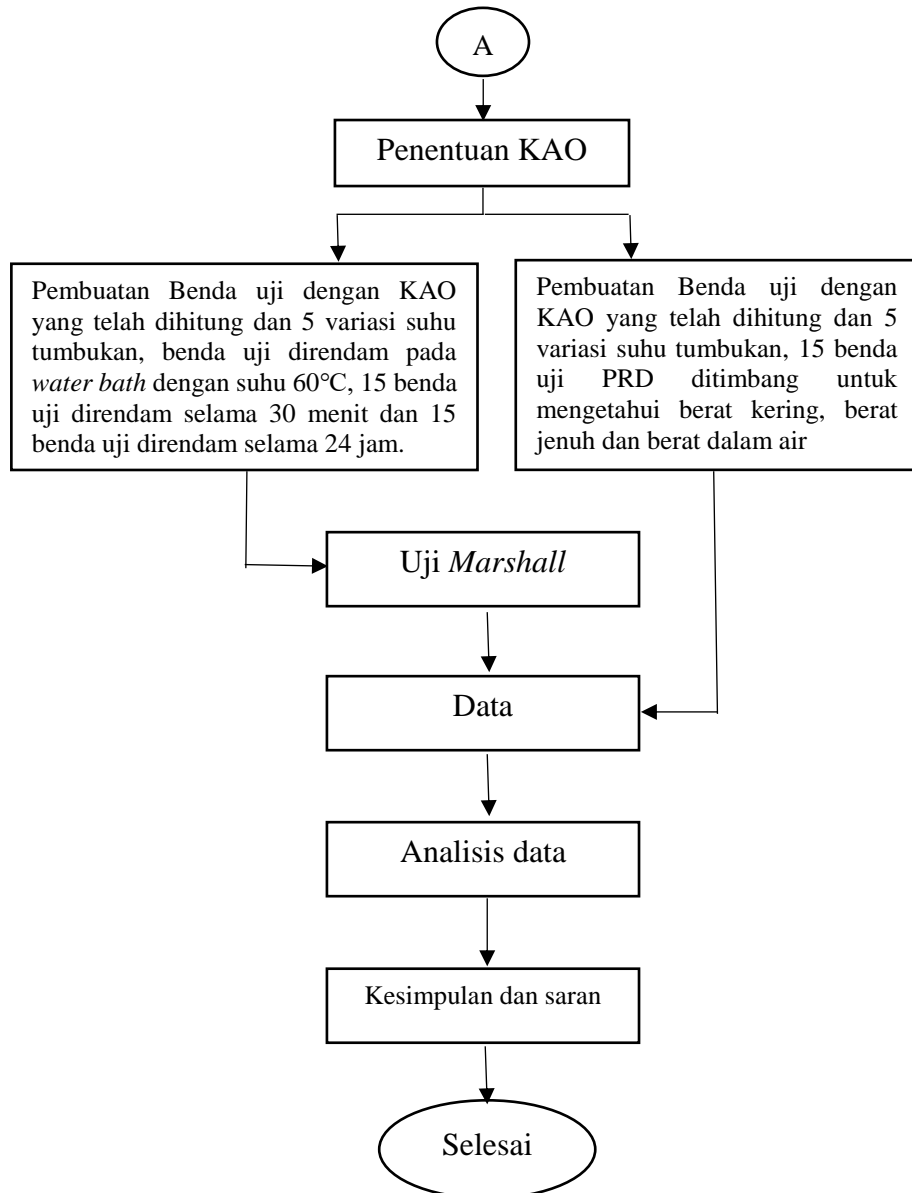 A
Penentuan KAO
Pembuatan Benda uji dengan KAO
yang telah dihitung dan 5 variasi suhu
tumbukan, benda uji direndam pada
water bath dengan suhu 60°C, 15 benda
uji direndam selama 30 menit dan 15
benda uji direndam selama 24 jam.
Pembuatan Benda uji dengan
KAO yang telah dihitung dan 5
variasi suhu tumbukan, 15 benda
uji PRD ditimbang untuk
mengetahui berat kering, berat
jenuh dan berat dalam air
Uji Marshall
Data
Analisis data
Kesimpulan dan saran
Selesai